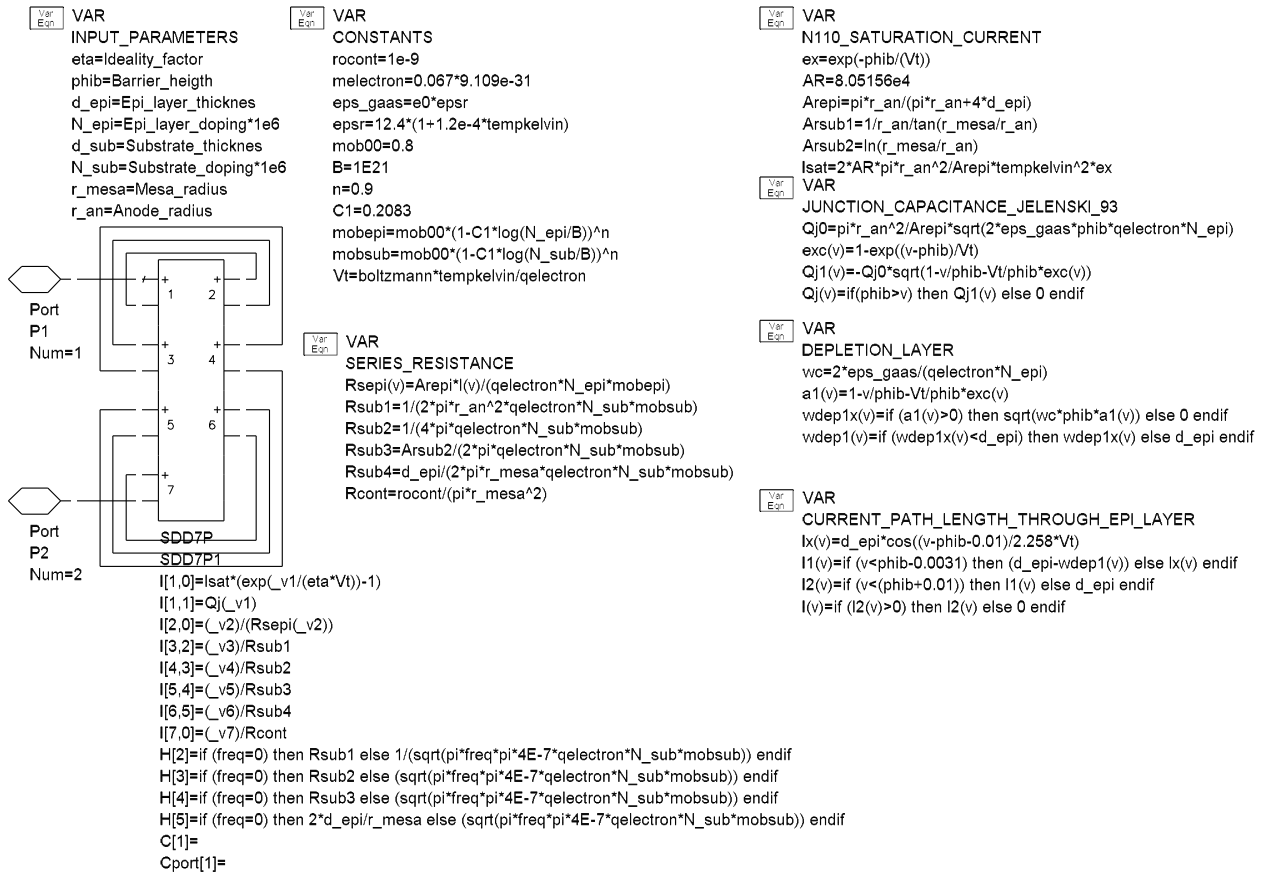 Var
Eqn
VAR
INPUT_PARAMETERS
eta=Ideality_factor
phib=Barrier_heigth
d_epi=Epi_layer_thicknes
N_epi=Epi_layer_doping*1e6
d_sub=Substrate_thicknes
N_sub=Substrate_doping*1e6
r_mesa=Mesa_radius
r_an=Anode_radius
Var
Eqn
VAR
CONSTANTS
rocont=1e-9
melectron=0.067*9.109e-31
eps_gaas=e0*epsr
epsr=12.4*(1+1.2e-4*tempkelvin)
mob00=0.8
B=1E21
n=0.9
C1=0.2083
mobepi=mob00*(1-C1*log(N_epi/B))^n
mobsub=mob00*(1-C1*log(N_sub/B))^n
Vt=boltzmann*tempkelvin/qelectron
Var
Eqn
VAR
N110_SATURATION_CURRENT
ex=exp(-phib/(Vt))
AR=8.05156e4
Arepi=pi*r_an/(pi*r_an+4*d_epi)
Arsub1=1/r_an/tan(r_mesa/r_an)
Arsub2=ln(r_mesa/r_an)
Isat=2*AR*pi*r_an^2/Arepi*tempkelvin^2*ex
Var
Eqn
VAR
JUNCTION_CAPACITANCE_JELENSKI_93
Qj0=pi*r_an^2/Arepi*sqrt(2*eps_gaas*phib*qelectron*N_epi)
exc(v)=1-exp((v-phib)/Vt)
Qj1(v)=-Qj0*sqrt(1-v/phib-Vt/phib*exc(v))
Qj(v)=if(phib>v) then Qj1(v) else 0 endif
Var
Eqn
VAR
DEPLETION_LAYER
wc=2*eps_gaas/(qelectron*N_epi)
a1(v)=1-v/phib-Vt/phib*exc(v)
wdep1x(v)=if (a1(v)>0) then sqrt(wc*phib*a1(v)) else 0 endif
wdep1(v)=if (wdep1x(v)<d_epi) then wdep1x(v) else d_epi endif
Var
Eqn
VAR
CURRENT_PATH_LENGTH_THROUGH_EPI_LAYER
lx(v)=d_epi*cos((v-phib-0.01)/2.258*Vt)
l1(v)=if (v<phib-0.0031) then (d_epi-wdep1(v)) else lx(v) endif
l2(v)=if (v<(phib+0.01)) then l1(v) else d_epi endif
l(v)=if (l2(v)>0) then l2(v) else 0 endif
Var
Eqn
VAR
SERIES_RESISTANCE
Rsepi(v)=Arepi*l(v)/(qelectron*N_epi*mobepi)
Rsub1=1/(2*pi*r_an^2*qelectron*N_sub*mobsub)
Rsub2=1/(4*pi*qelectron*N_sub*mobsub)
Rsub3=Arsub2/(2*pi*qelectron*N_sub*mobsub)
Rsub4=d_epi/(2*pi*r_mesa*qelectron*N_sub*mobsub)
Rcont=rocont/(pi*r_mesa^2)
Port
P1
Num=1
Port
P2
Num=2
+ +
1 2
+ +
3 4
+ +
5 6
+
7
SDD7P
SDD7P1
I[1,0]=Isat*(exp(_v1/(eta*Vt))-1)
I[1,1]=Qj(_v1)
I[2,0]=(_v2)/(Rsepi(_v2))
I[3,2]=(_v3)/Rsub1
I[4,3]=(_v4)/Rsub2
I[5,4]=(_v5)/Rsub3
I[6,5]=(_v6)/Rsub4
I[7,0]=(_v7)/Rcont
H[2]=if (freq=0) then Rsub1 else 1/(sqrt(pi*freq*pi*4E-7*qelectron*N_sub*mobsub)) endif
H[3]=if (freq=0) then Rsub2 else (sqrt(pi*freq*pi*4E-7*qelectron*N_sub*mobsub)) endif
H[4]=if (freq=0) then Rsub3 else (sqrt(pi*freq*pi*4E-7*qelectron*N_sub*mobsub)) endif
H[5]=if (freq=0) then 2*d_epi/r_mesa else (sqrt(pi*freq*pi*4E-7*qelectron*N_sub*mobsub)) endif
C[1]=
Cport[1]=